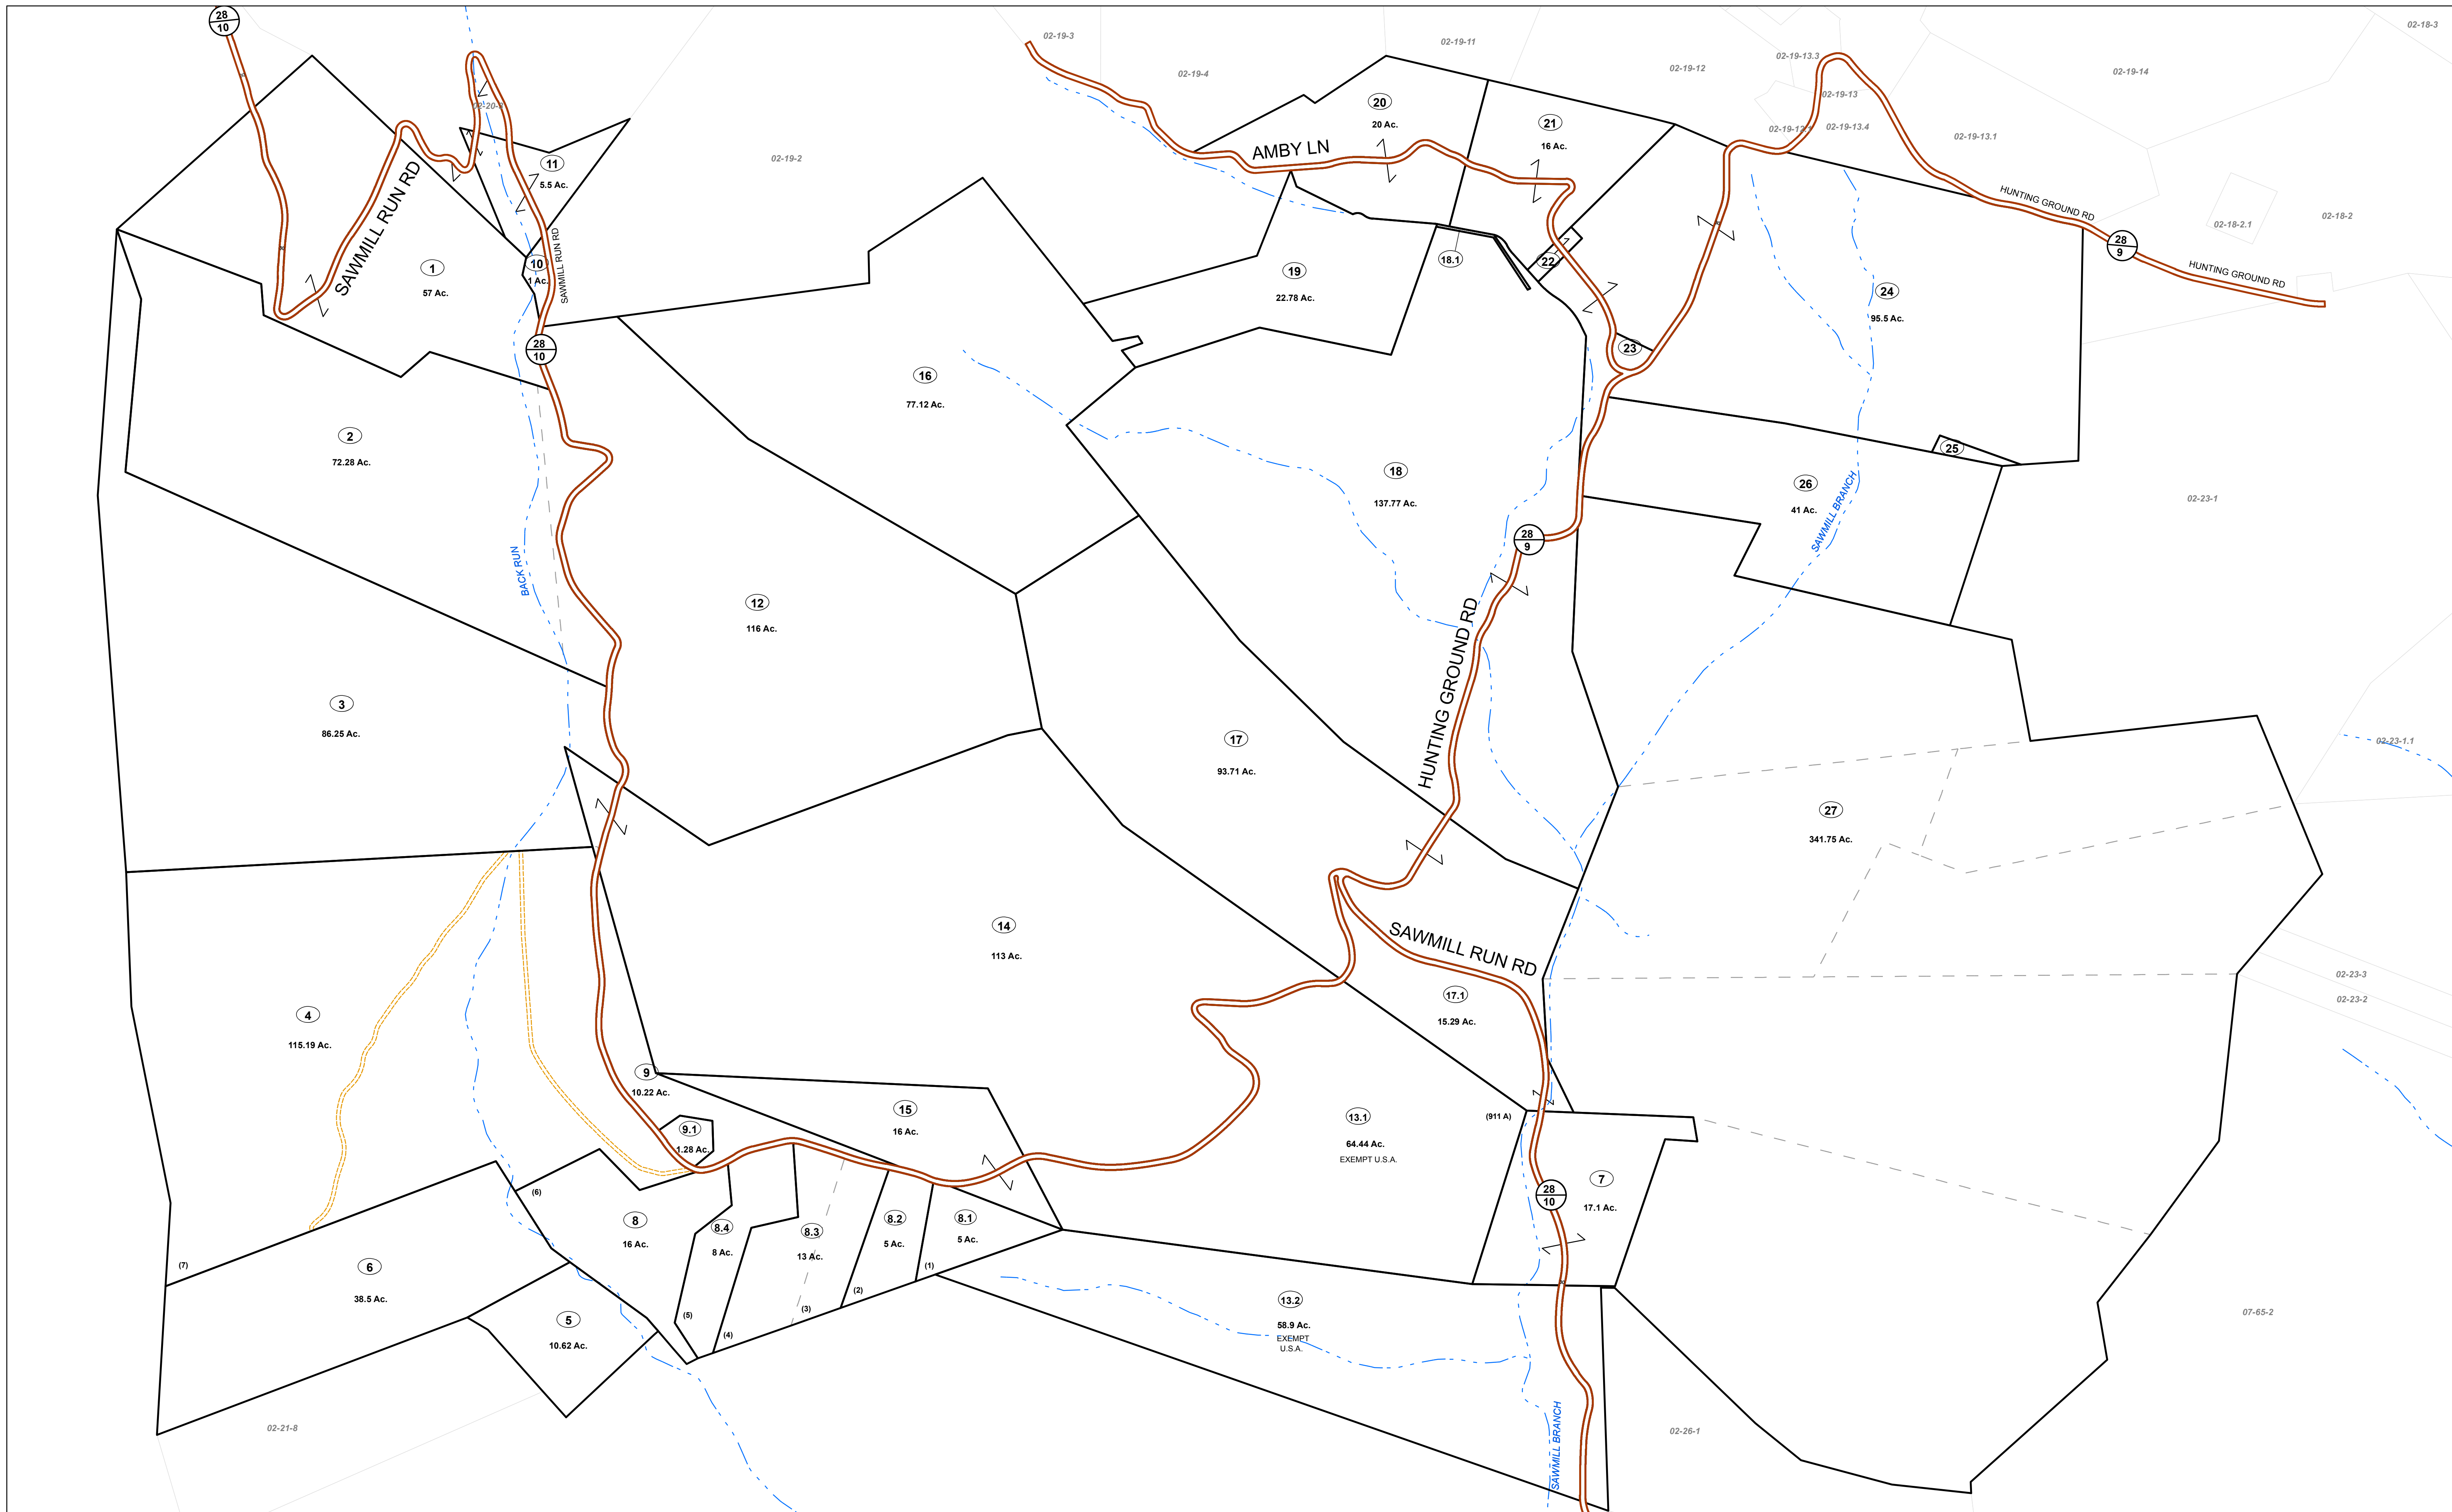 28
10
02-19-3
02-19-11
02-18-3
02-19-4
02-19-12
02-19-13.3
02-19-14
02-20-8
20
20 Ac.
02-19-13
21
16 Ac.
02-19-13.4
02-19-13.1
AMBY LN
02-19-2
11
5.5 Ac.
SAWMILL RUN RD
HUNTING GROUND RD
02-18-2.1
02-18-2
28
9
HUNTING GROUND RD
1
57 Ac.
10
1 Ac.
SAWMILL RUN RD
19
22.78 Ac.
18.1
22
24
95.5 Ac.
28
10
23
16
77.12 Ac.
2
72.28 Ac.
18
137.77 Ac.
25
26
41 Ac.
SAWMILL BRANCH
02-23-1
28
9
BACK RUN
12
116 Ac.
HUNTING GROUND RD
3
86.25 Ac.
17
93.71 Ac.
02-23-1.1
27
341.75 Ac.
14
113 Ac.
SAWMILL RUN RD
02-23-3
02-23-2
17.1
15.29 Ac.
4
115.19 Ac.
9
10.22 Ac.
15
16 Ac.
13.1
64.44 Ac.
EXEMPT U.S.A.
(911 A)
9.1
1.28 Ac.
7
17.1 Ac.
28
10
(6)
8
16 Ac.
8.4
8 Ac.
8.3
13 Ac.
8.2
5 Ac.
8.1
5 Ac.
(7)
6
38.5 Ac.
(1)
(2)
(3)
(4)
(5)
5
10.62 Ac.
13.2
58.9 Ac.
EXEMPT
U.S.A.
07-65-2
02-21-8
02-26-1
SAWMILL BRANCH